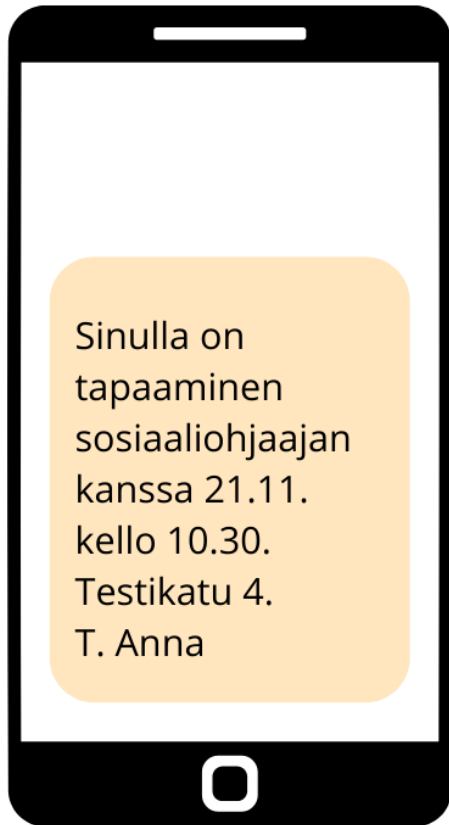 Sinulla on
tapaaminen
sosiaaliohjaajan
kanssa 21.11.
kello 10.30.
Testikatu 4.
T. Anna